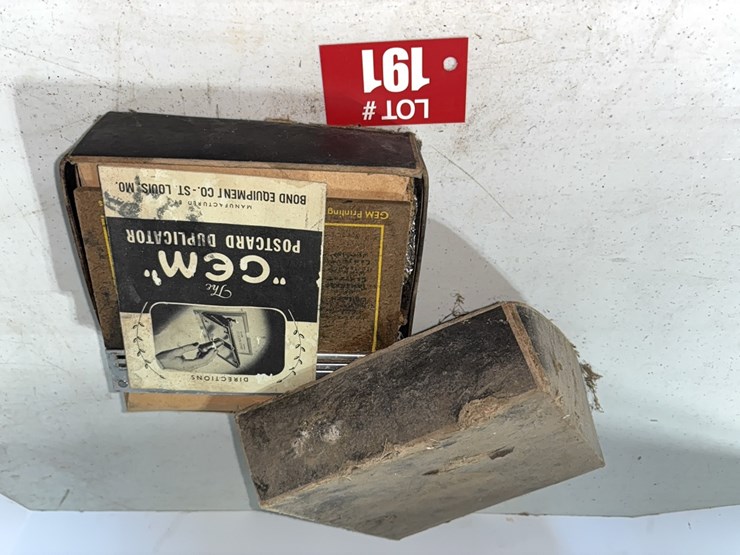 LOT #
191
DIRECTIONS
The
"GEM"
POSTCARD DUPLICATOR
MANUFACTURED BY
BOND EQUIPMENT CO. - ST. LOUIS, MO.
GEM Printing